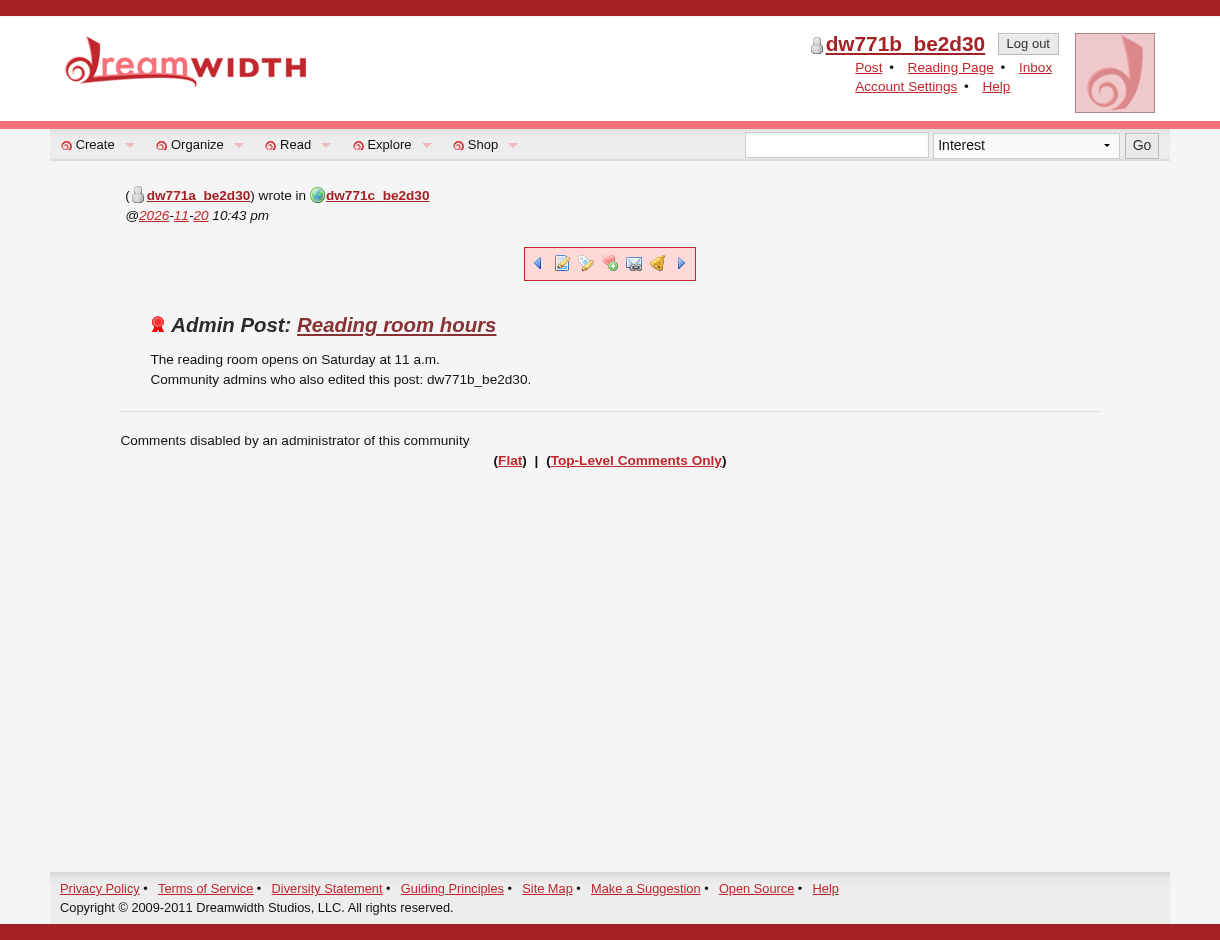 dreamWIDTH
dw771b_be2d30 Log out
Post • Reading Page • Inbox
Account Settings • Help
Create Organize Read Explore Shop Interest Go
(dw771a_be2d30) wrote in dw771c_be2d30
@2026-11-20 10:43 pm
Admin Post: Reading room hours
The reading room opens on Saturday at 11 a.m.
Community admins who also edited this post: dw771b_be2d30.
Comments disabled by an administrator of this community
(Flat) | (Top-Level Comments Only)
Privacy Policy • Terms of Service • Diversity Statement • Guiding Principles • Site Map • Make a Suggestion • Open Source • Help
Copyright © 2009-2011 Dreamwidth Studios, LLC. All rights reserved.